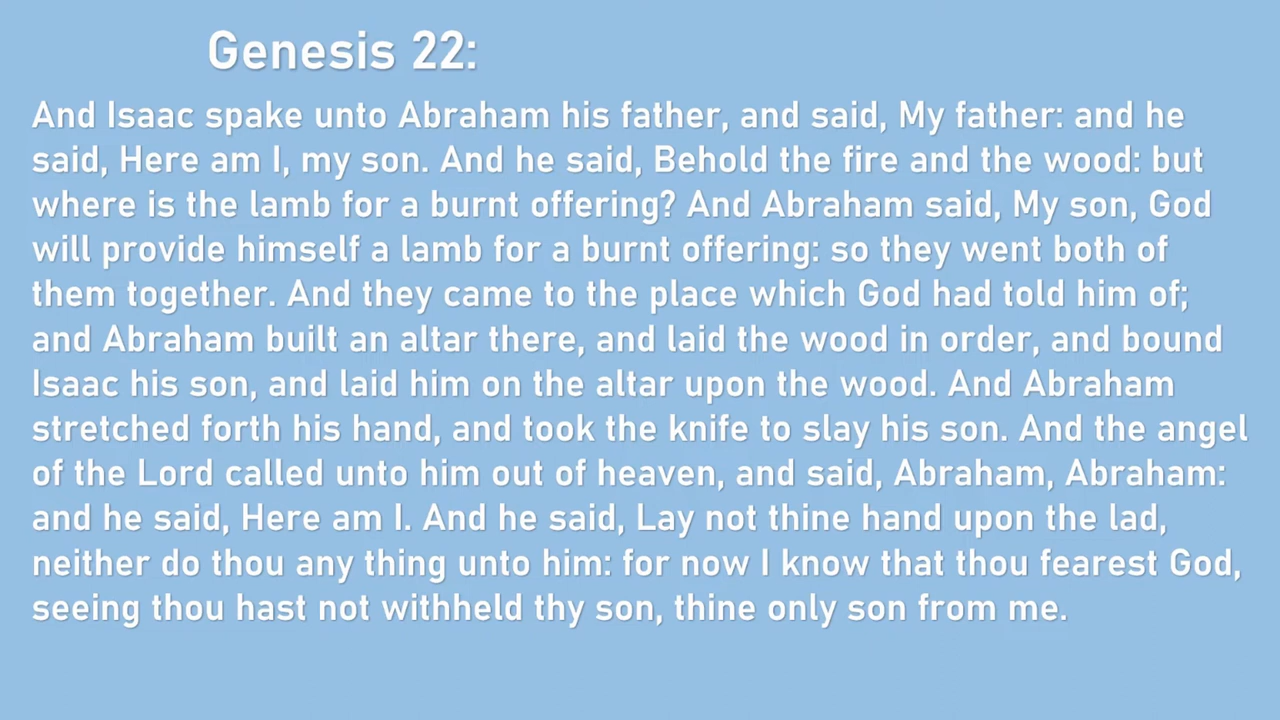 Genesis 22:
And Isaac spake unto Abraham his father, and said, My father: and he
said, Here am I, my son. And he said, Behold the fire and the wood: but
where is the lamb for a burnt offering? And Abraham said, My son, God
will provide himself a lamb for a burnt offering: so they went both of
them together. And they came to the place which God had told him of;
and Abraham built an altar there, and laid the wood in order, and bound
Isaac his son, and laid him on the altar upon the wood. And Abraham
stretched forth his hand, and took the knife to slay his son. And the angel
of the Lord called unto him out of heaven, and said, Abraham, Abraham:
and he said, Here am I. And he said, Lay not thine hand upon the lad,
neither do thou any thing unto him: for now I know that thou fearest God,
seeing thou hast not withheld thy son, thine only son from me.